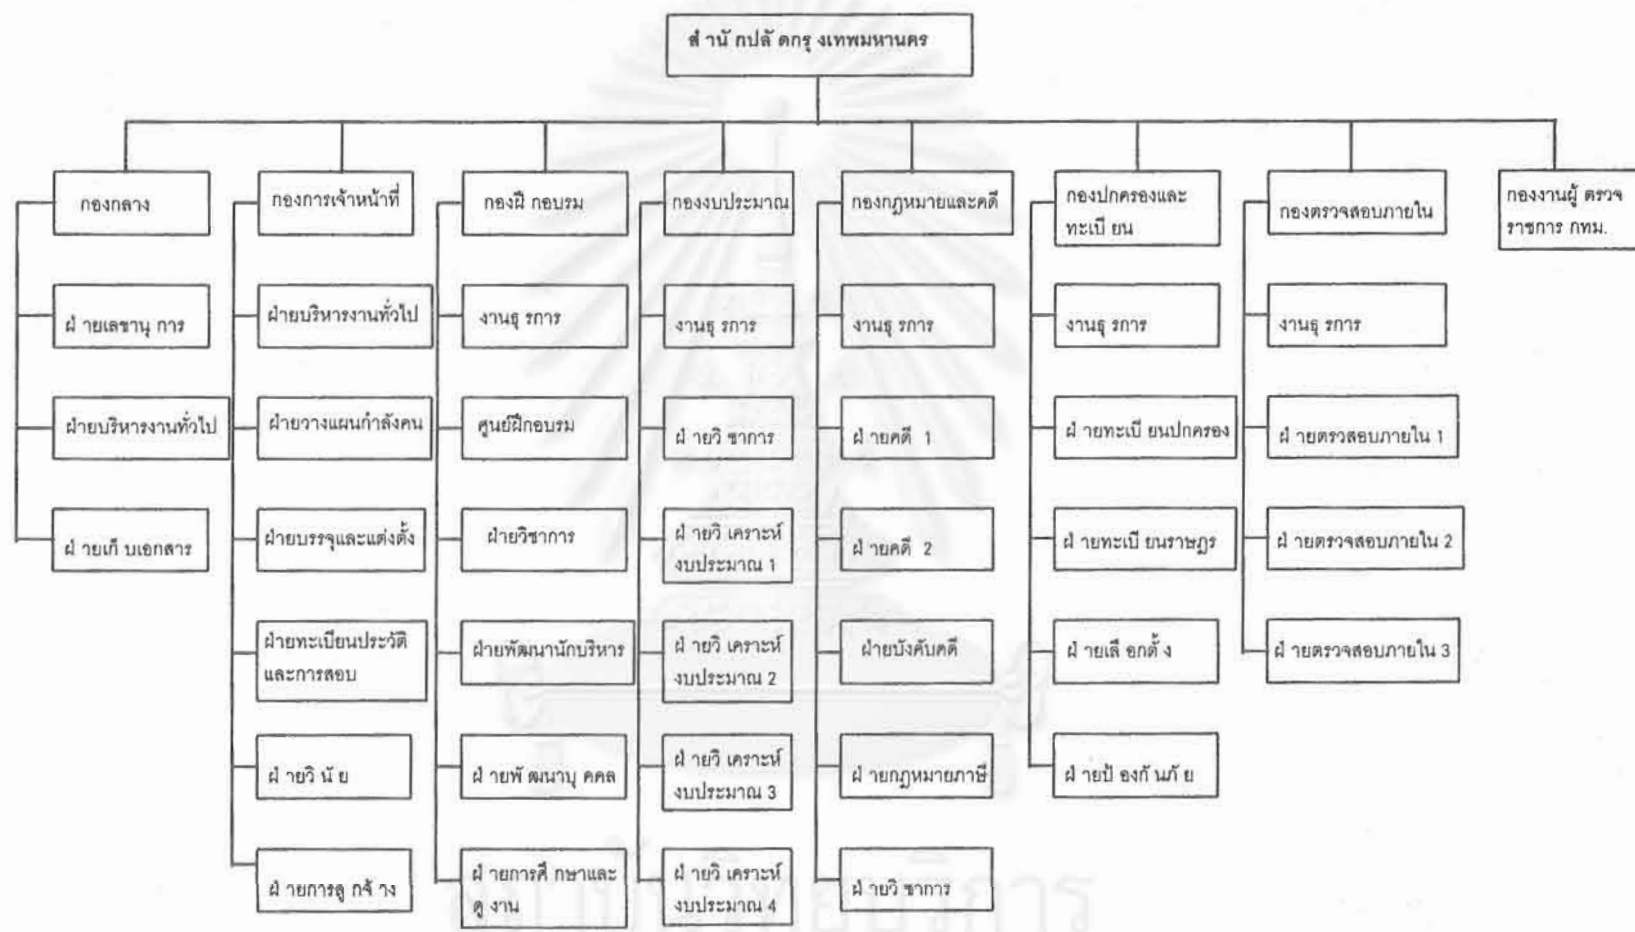 สำนักปลัดกรุงเทพมหานคร
กองกลาง
ฝ่ายเลขานุการ
ฝ่ายบริหารงานทั่วไป
ฝ่ายเก็บเอกสาร
กองการเจ้าหน้าที่
ฝ่ายบริหารงานทั่วไป
ฝ่ายวางแผนกำลังคน
ฝ่ายบรรจุและแต่งตั้ง
ฝ่ายทะเบียนประวัติ
และการสอบ
ฝ่ายวินัย
ฝ่ายการลูกจ้าง
กองฝึกอบรม
งานธุรการ
ศูนย์ฝึกอบรม
ฝ่ายวิชาการ
ฝ่ายพัฒนานักบริหาร
ฝ่ายพัฒนาบุคคล
ฝ่ายการศึกษาและ
ดูงาน
กองงบประมาณ
งานธุรการ
ฝ่ายวิชาการ
ฝ่ายวิเคราะห์
งบประมาณ 1
ฝ่ายวิเคราะห์
งบประมาณ 2
ฝ่ายวิเคราะห์
งบประมาณ 3
ฝ่ายวิเคราะห์
งบประมาณ 4
กองกฎหมายและคดี
งานธุรการ
ฝ่ายคดี 1
ฝ่ายคดี 2
ฝ่ายบังคับคดี
ฝ่ายกฎหมายภาษี
ฝ่ายวิชาการ
กองปกครองและ
ทะเบียน
งานธุรการ
ฝ่ายทะเบียนปกครอง
ฝ่ายทะเบียนราษฎร
ฝ่ายเลือกตั้ง
ฝ่ายป้องกันภัย
กองตรวจสอบภายใน
งานธุรการ
ฝ่ายตรวสอบภายใน 1
ฝ่ายตรวจสอบภายใน 2
ฝ่ายตรวจสอบภายใน 3
กองงานผู้ตรวจ
ราชการ กทม.
สถาบันวิทยบริการ